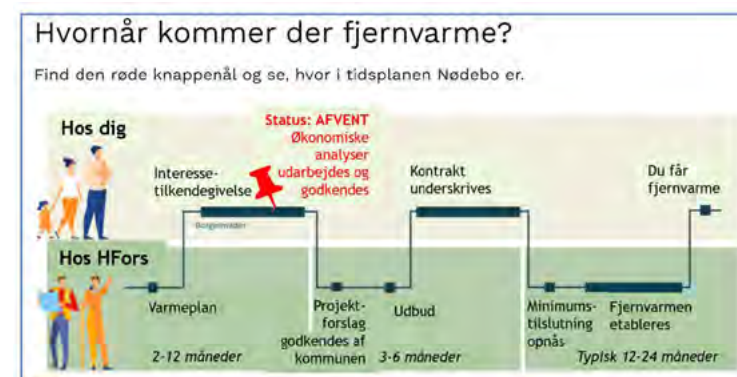 Hvornår kommer der fjernvarme?
Find den røde knappenål og se, hvor i tidsplanen Nødebo er.
Hos dig
Status: AFVENT
Økonomiske
analyser
udarbejdes og
godkendes
Interesse-
tilkendegivelse
Borgermøder
Kontrakt
underskrives
Du får
fjernvarme
Hos HFors
Varmeplan
Projekt-
forslag
godkendes af
kommunen
Udbud
Minimums-
tilslutning
opnås
Fjernvarmen
etableres
2-12 måneder
3-6 måneder
Typisk 12-24 måneder